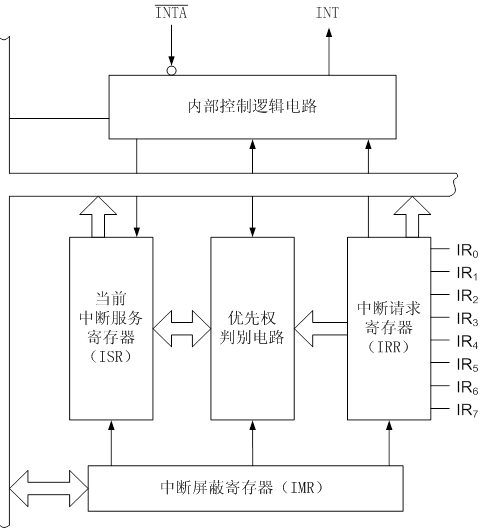 INTA
INT
内部控制逻辑电路
当前
中断服务
寄存器
(ISR)
优先权
判别电路
中断请求
寄存器
(IRR)
IR0
IR1
IR2
IR3
IR4
IR5
IR6
IR7
中断屏蔽寄存器(IMR)